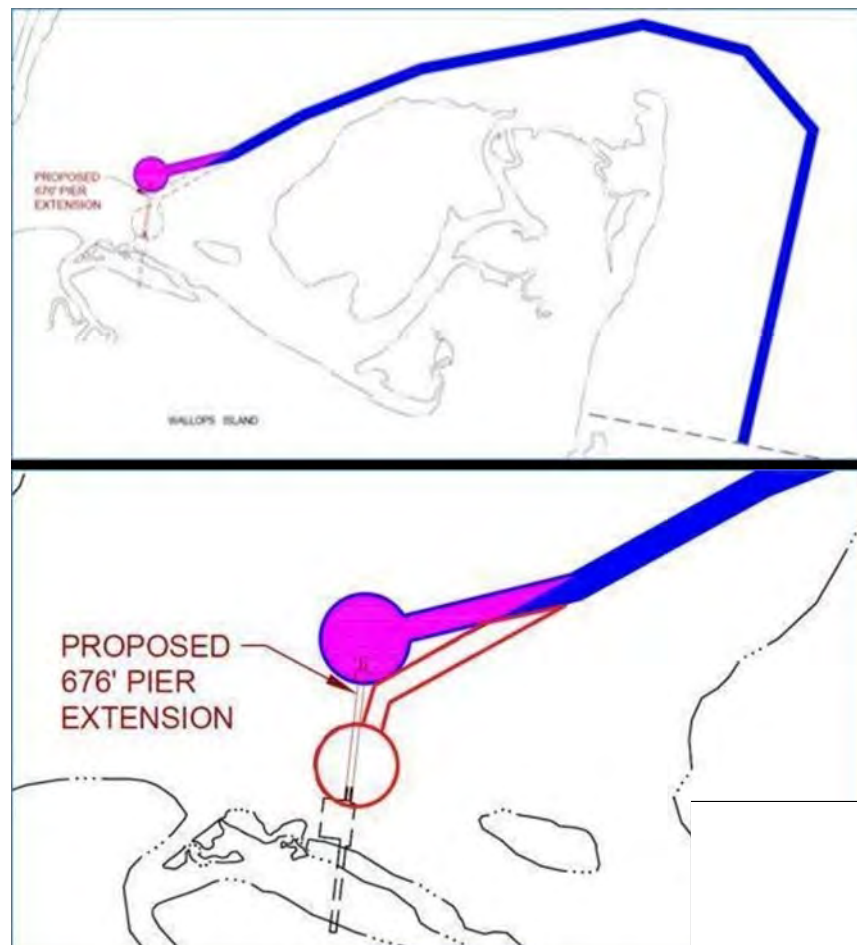 PROPOSED
676' PIER
EXTENSION
WALLOPS ISLAND
PROPOSED
676' PIER
EXTENSION